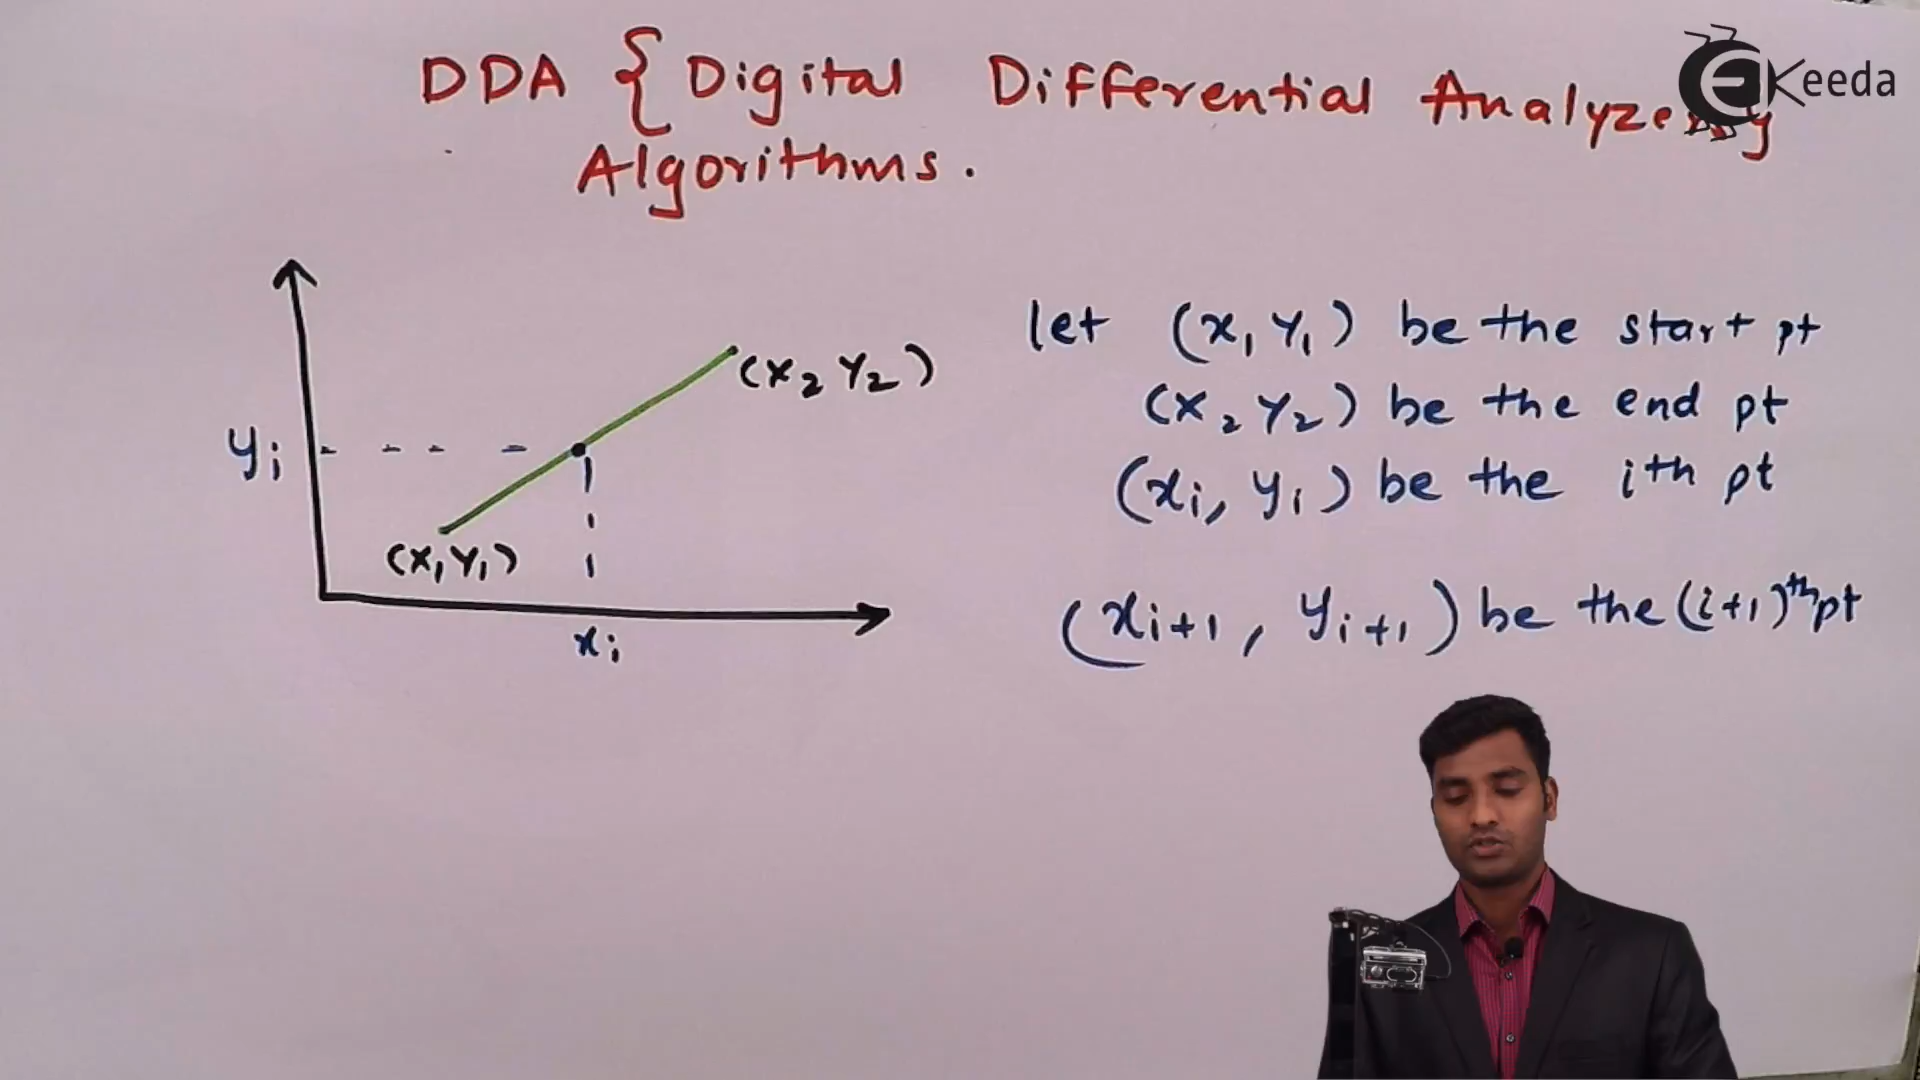 DDA { Digital Differential Analyzer}
Algorithms.
eKeeda
let (x₁ Y₁) be the start pt
(x₂ Y₂) be the end pt
(xᵢ, yᵢ) be the ith pt
(xᵢ₊₁, yᵢ₊₁) be the (i+1)ᵗʰ pt
(x₂ Y₂)
yᵢ
(x₁ Y₁)
xᵢ